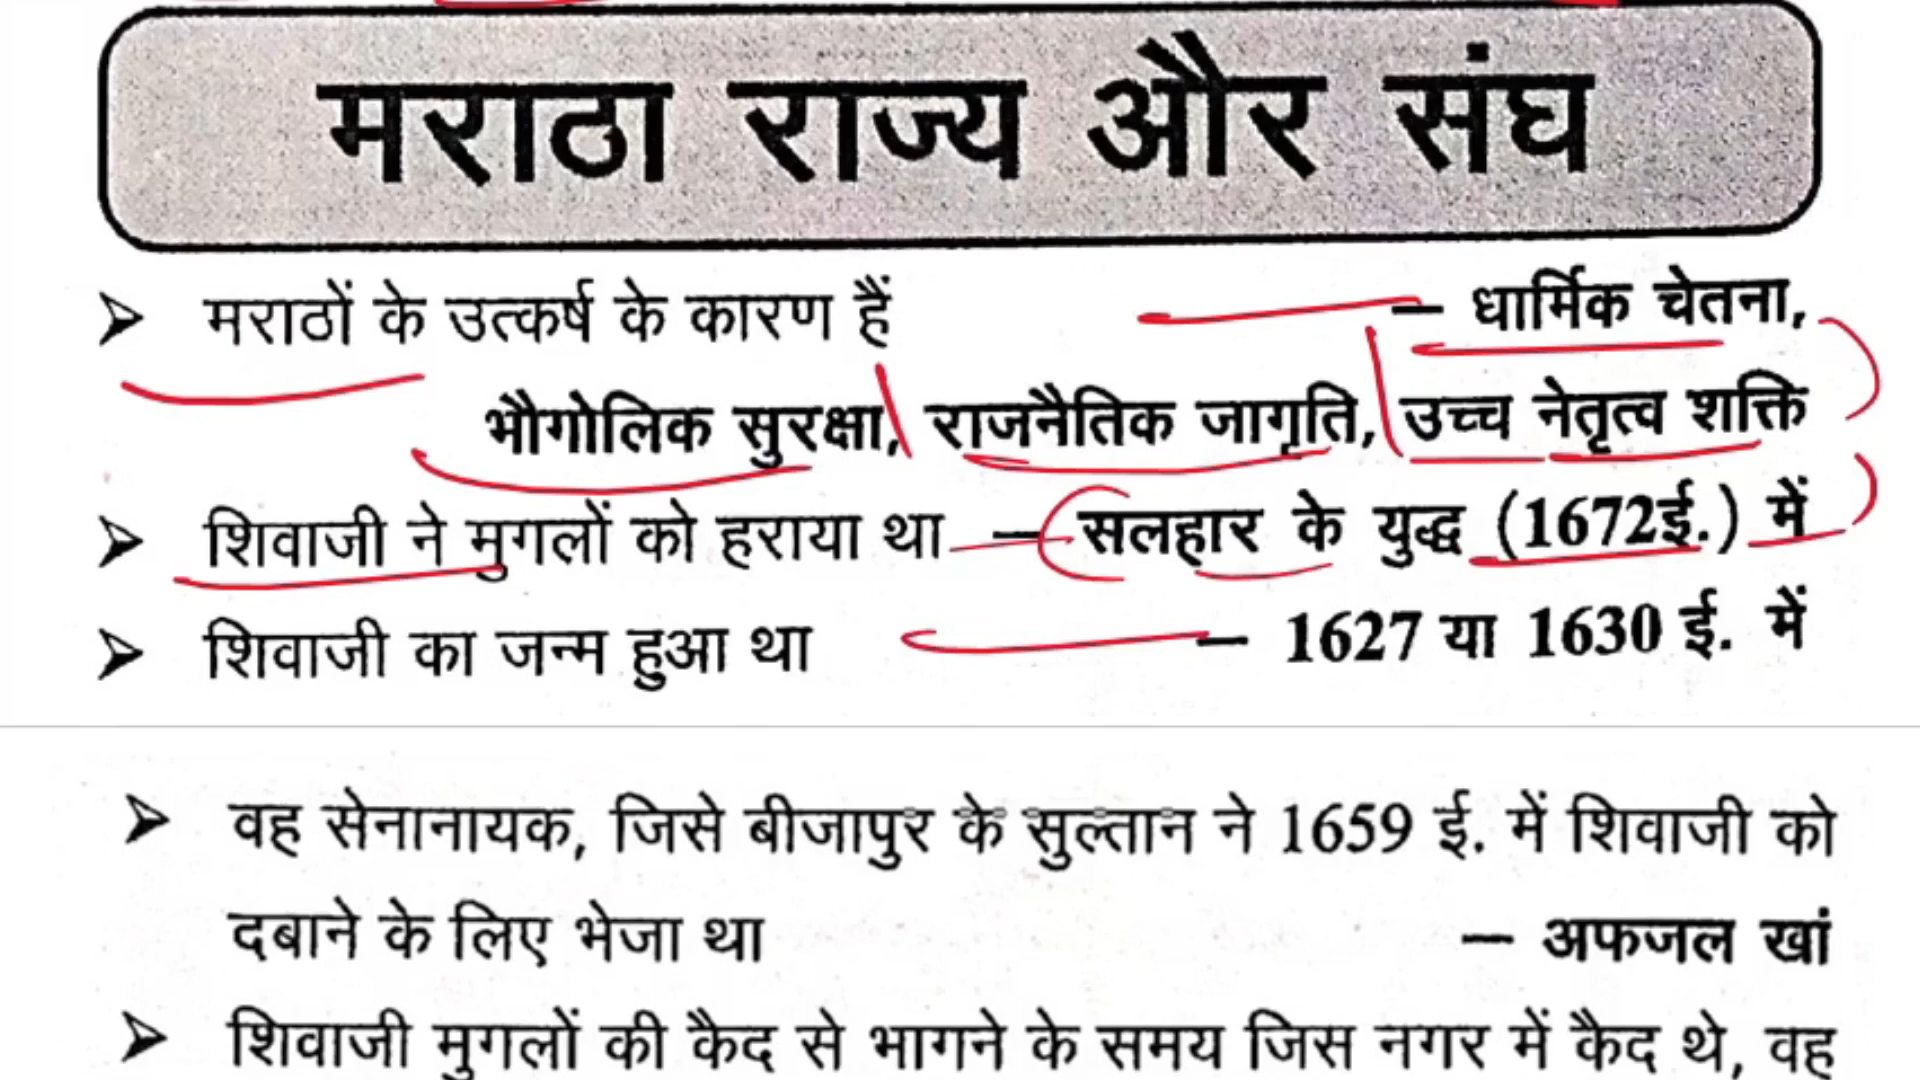 मराठा राज्य और संघ
➤ मराठों के उत्कर्ष के कारण हैं — धार्मिक चेतना,
भौगोलिक सुरक्षा, राजनैतिक जागृति, उच्च नेतृत्व शक्ति
➤ शिवाजी ने मुगलों को हराया था — सलहार के युद्ध (1672ई.) में
➤ शिवाजी का जन्म हुआ था — 1627 या 1630 ई. में
➤ वह सेनानायक, जिसे बीजापुर के सुल्तान ने 1659 ई. में शिवाजी को
दबाने के लिए भेजा था — अफजल खां
➤ शिवाजी मुगलों की कैद से भागने के समय जिस नगर में कैद थे, वह